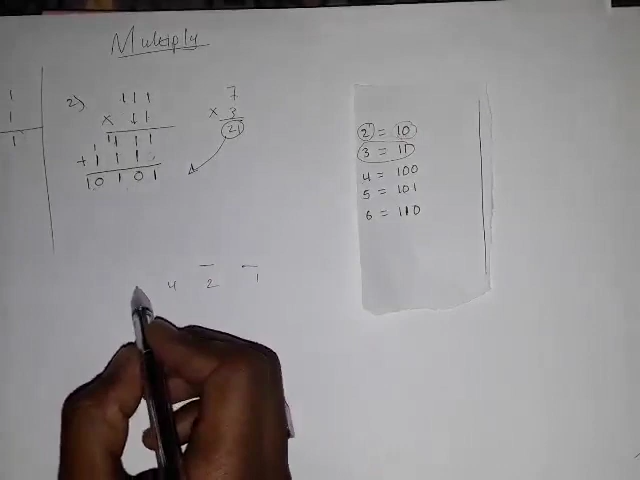 Multiply
1
1
1
2)
111
× 11
111
+ 111
10101
7
× 3
21
2 = 10
3 = 11
4 = 100
5 = 101
6 = 110
4 2 1